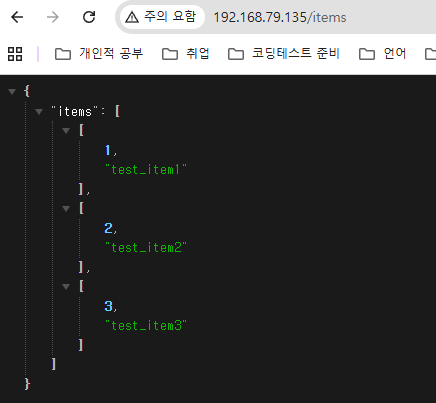 주의 요함 192.168.79.135/items
개인적 공부 취업 코딩테스트 준비 언어
{
"items": [
[
1,
"test_item1"
],
[
2,
"test_item2"
],
[
3,
"test_item3"
]
]
}